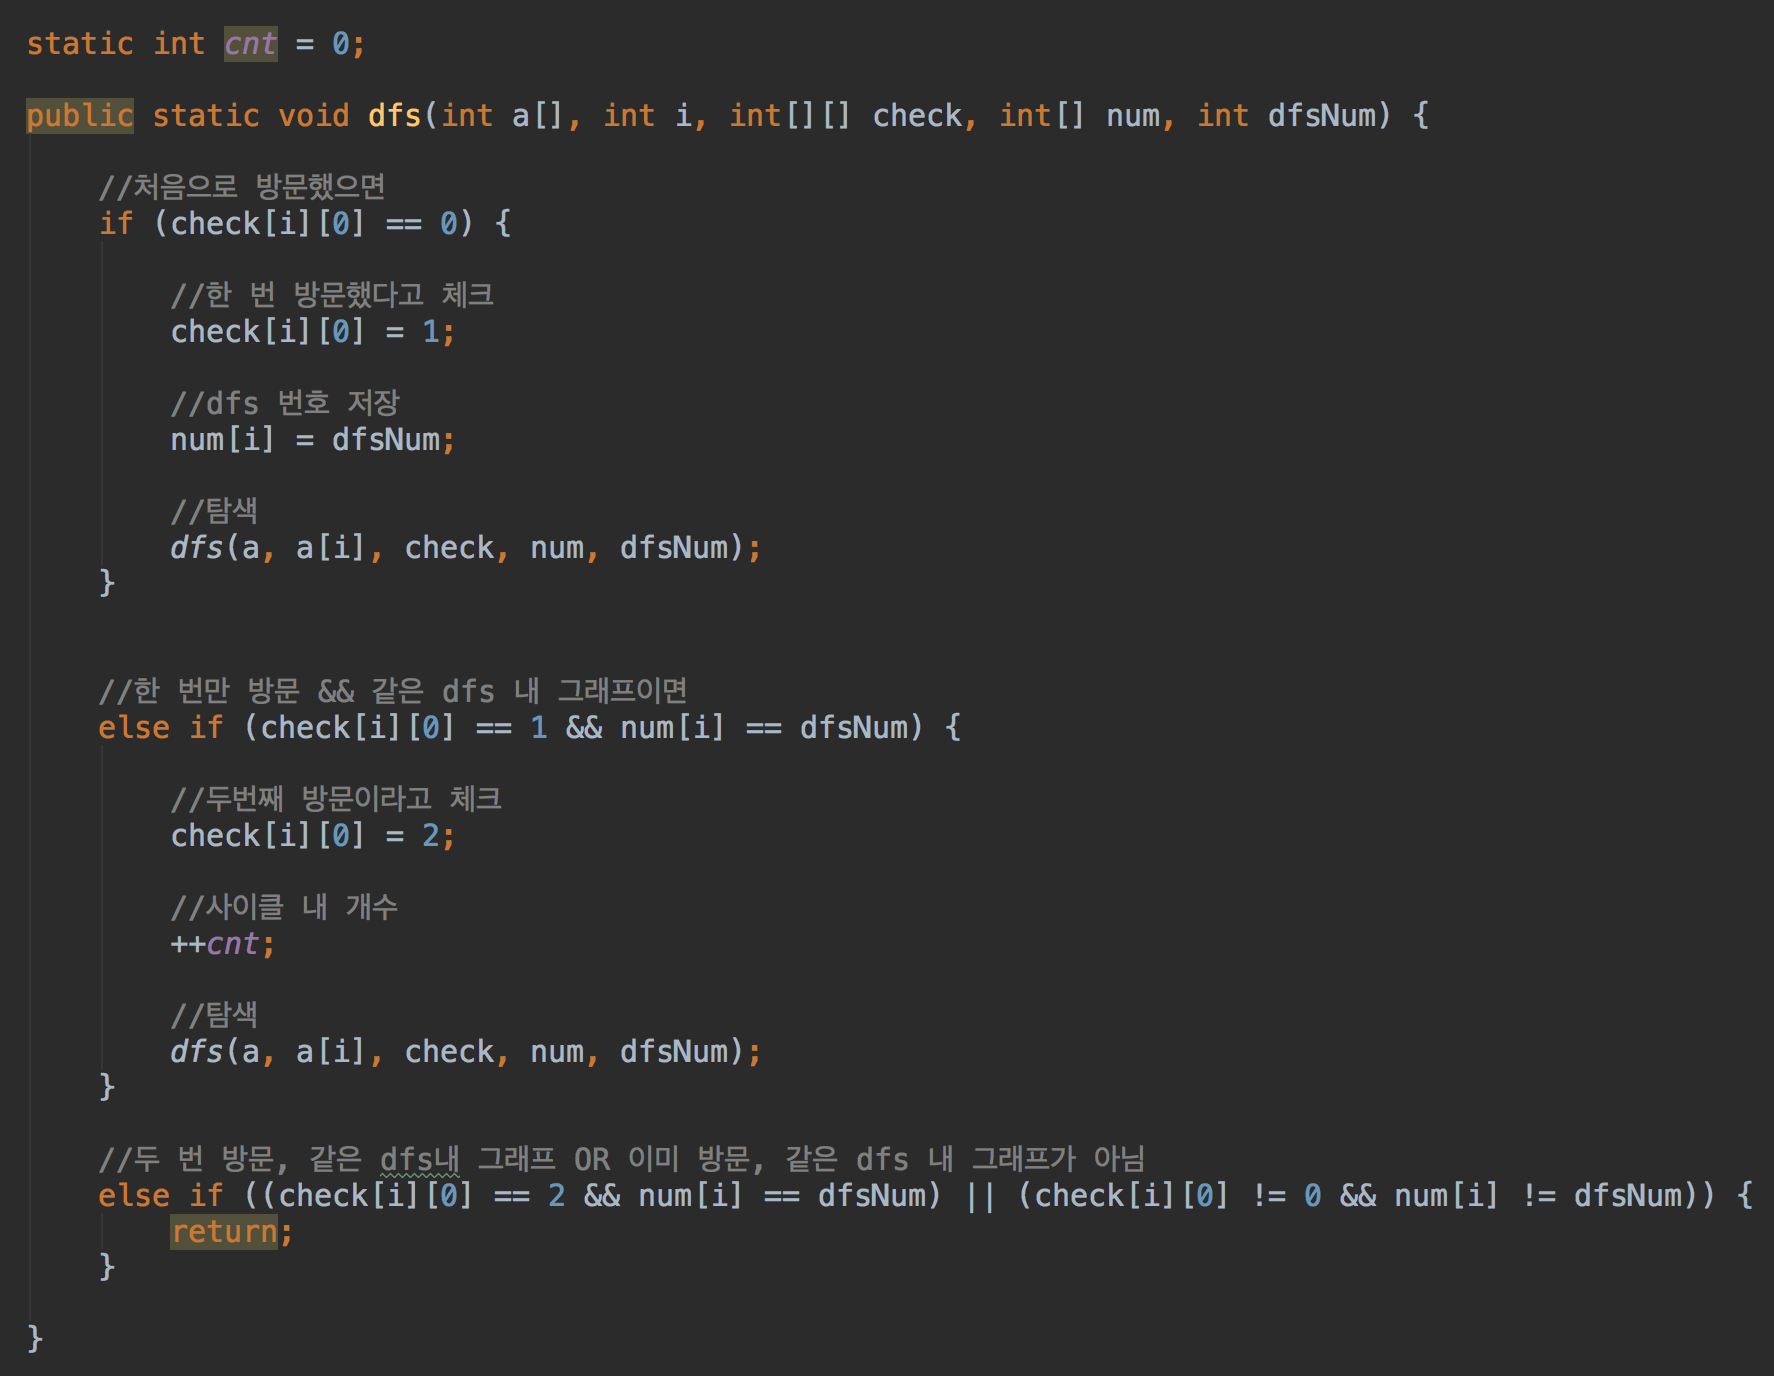 static int cnt = 0;
public static void dfs(int a[], int i, int[][] check, int[] num, int dfsNum) {
//처음으로 방문했으면
if (check[i][0] == 0) {
//한 번 방문했다고 체크
check[i][0] = 1;
//dfs 번호 저장
num[i] = dfsNum;
//탐색
dfs(a, a[i], check, num, dfsNum);
}
//한 번만 방문 && 같은 dfs 내 그래프이면
else if (check[i][0] == 1 && num[i] == dfsNum) {
//두번째 방문이라고 체크
check[i][0] = 2;
//사이클 내 개수
++cnt;
//탐색
dfs(a, a[i], check, num, dfsNum);
}
//두 번 방문, 같은 dfs내 그래프 OR 이미 방문, 같은 dfs 내 그래프가 아님
else if ((check[i][0] == 2 && num[i] == dfsNum) || (check[i][0] != 0 && num[i] != dfsNum)) {
return;
}
}